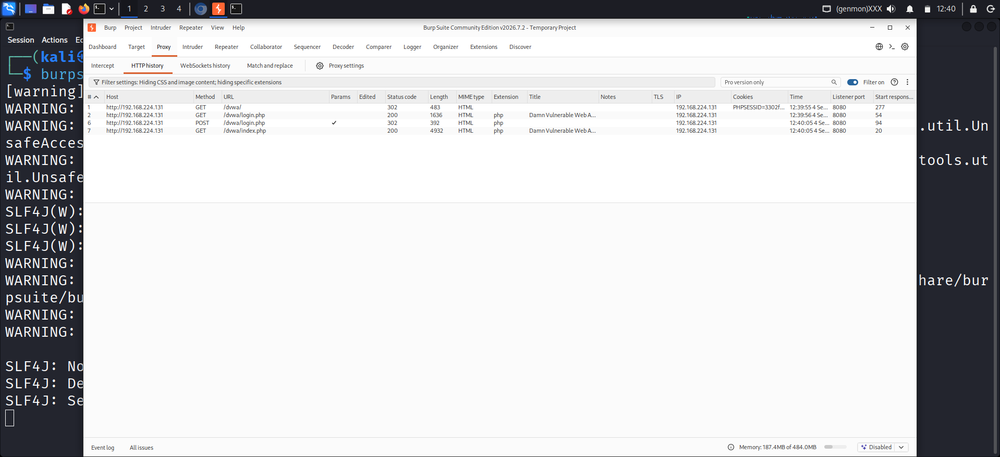 1 2 3 4 (genmon)XXX 12:40
Session Actions Ec
Burp Project Intruder Repeater View Help Burp Suite Community Edition v2026.7.2 - Temporary Project
Dashboard Target Proxy Intruder Repeater Collaborator Sequencer Decoder Comparer Logger Organizer Extensions Discover
Intercept HTTP history WebSockets history Match and replace Proxy settings
Filter settings: Hiding CSS and image content; hiding specific extensions Pro version only Filter on
# Host Method URL Params Edited Status code Length MIME type Extension Title Notes TLS IP Cookies Time Listener port Start respons...
1 http://192.168.224.131 GET /dvwa/ 302 483 HTML 192.168.224.131 PHPSESSID=3302f... 12:39:55 4 Se... 8080 277
2 http://192.168.224.131 GET /dvwa/login.php 200 1636 HTML php Damn Vulnerable Web A... 192.168.224.131 12:39:56 4 Se... 8080 54
6 http://192.168.224.131 POST /dvwa/login.php ✓ 302 392 HTML php 192.168.224.131 12:40:05 4 Se... 8080 94
7 http://192.168.224.131 GET /dvwa/index.php 200 4932 HTML php Damn Vulnerable Web A... 192.168.224.131 12:40:05 4 Se... 8080 20
Event log All issues Memory: 187.4MB of 484.0MB Disabled
(kali
$ burps
[warning]
WARNING:
WARNING: .util.Un
safeAcces
WARNING: tools.ut
il.Unsafe
WARNING:
SLF4J(W):
SLF4J(W):
SLF4J(W):
WARNING:
WARNING: hare/bur
psuite/bu
WARNING:
WARNING:
SLF4J: No
SLF4J: De
SLF4J: Se